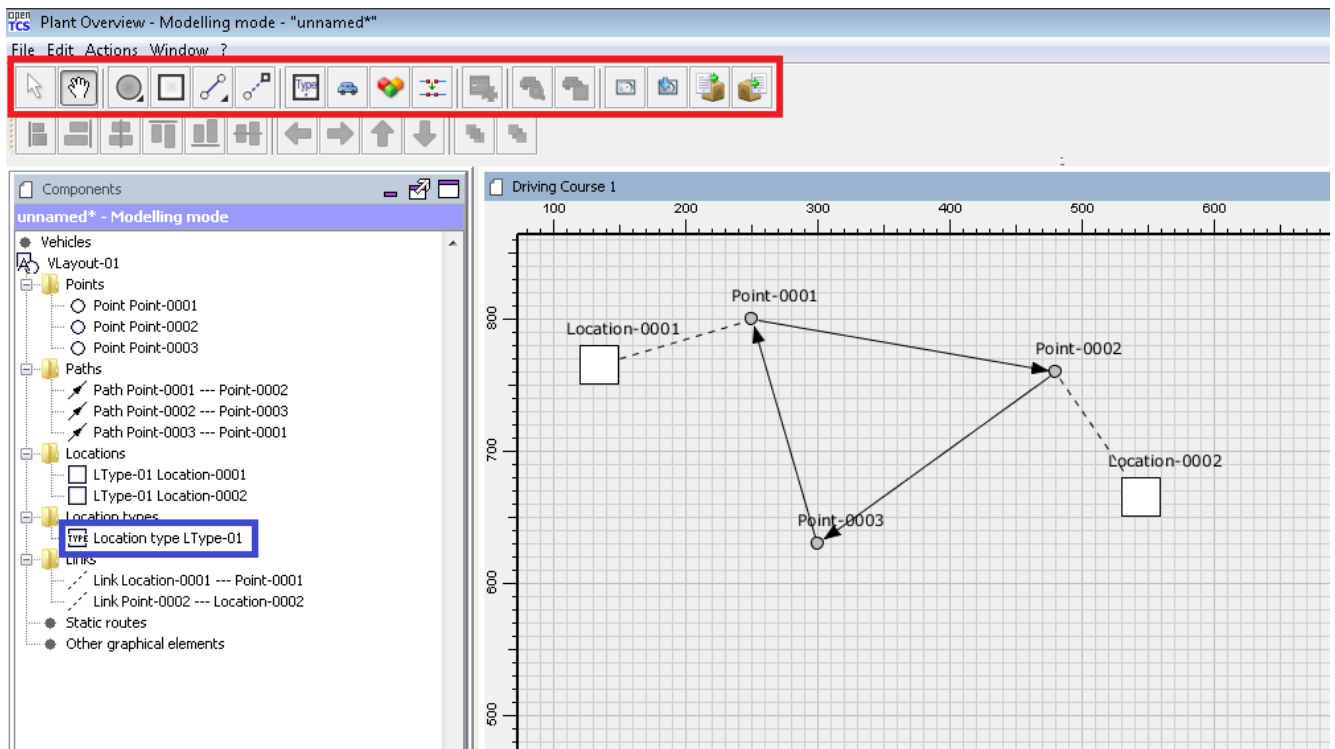 open
TCS Plant Overview - Modelling mode - "unnamed*"
File Edit Actions Window ?
Type
Components
unnamed* - Modelling mode
Vehicles
VLayout-01
Points
Point Point-0001
Point Point-0002
Point Point-0003
Paths
Path Point-0001 --- Point-0002
Path Point-0002 --- Point-0003
Path Point-0003 --- Point-0001
Locations
LType-01 Location-0001
LType-01 Location-0002
Location types
TYPE Location type LType-01
Links
Link Location-0001 --- Point-0001
Link Point-0002 --- Location-0002
Static routes
Other graphical elements
Driving Course 1
100 200 300 400 500 600
800
700
600
500
Point-0001
Location-0001
Point-0002
Location-0002
Point-0003